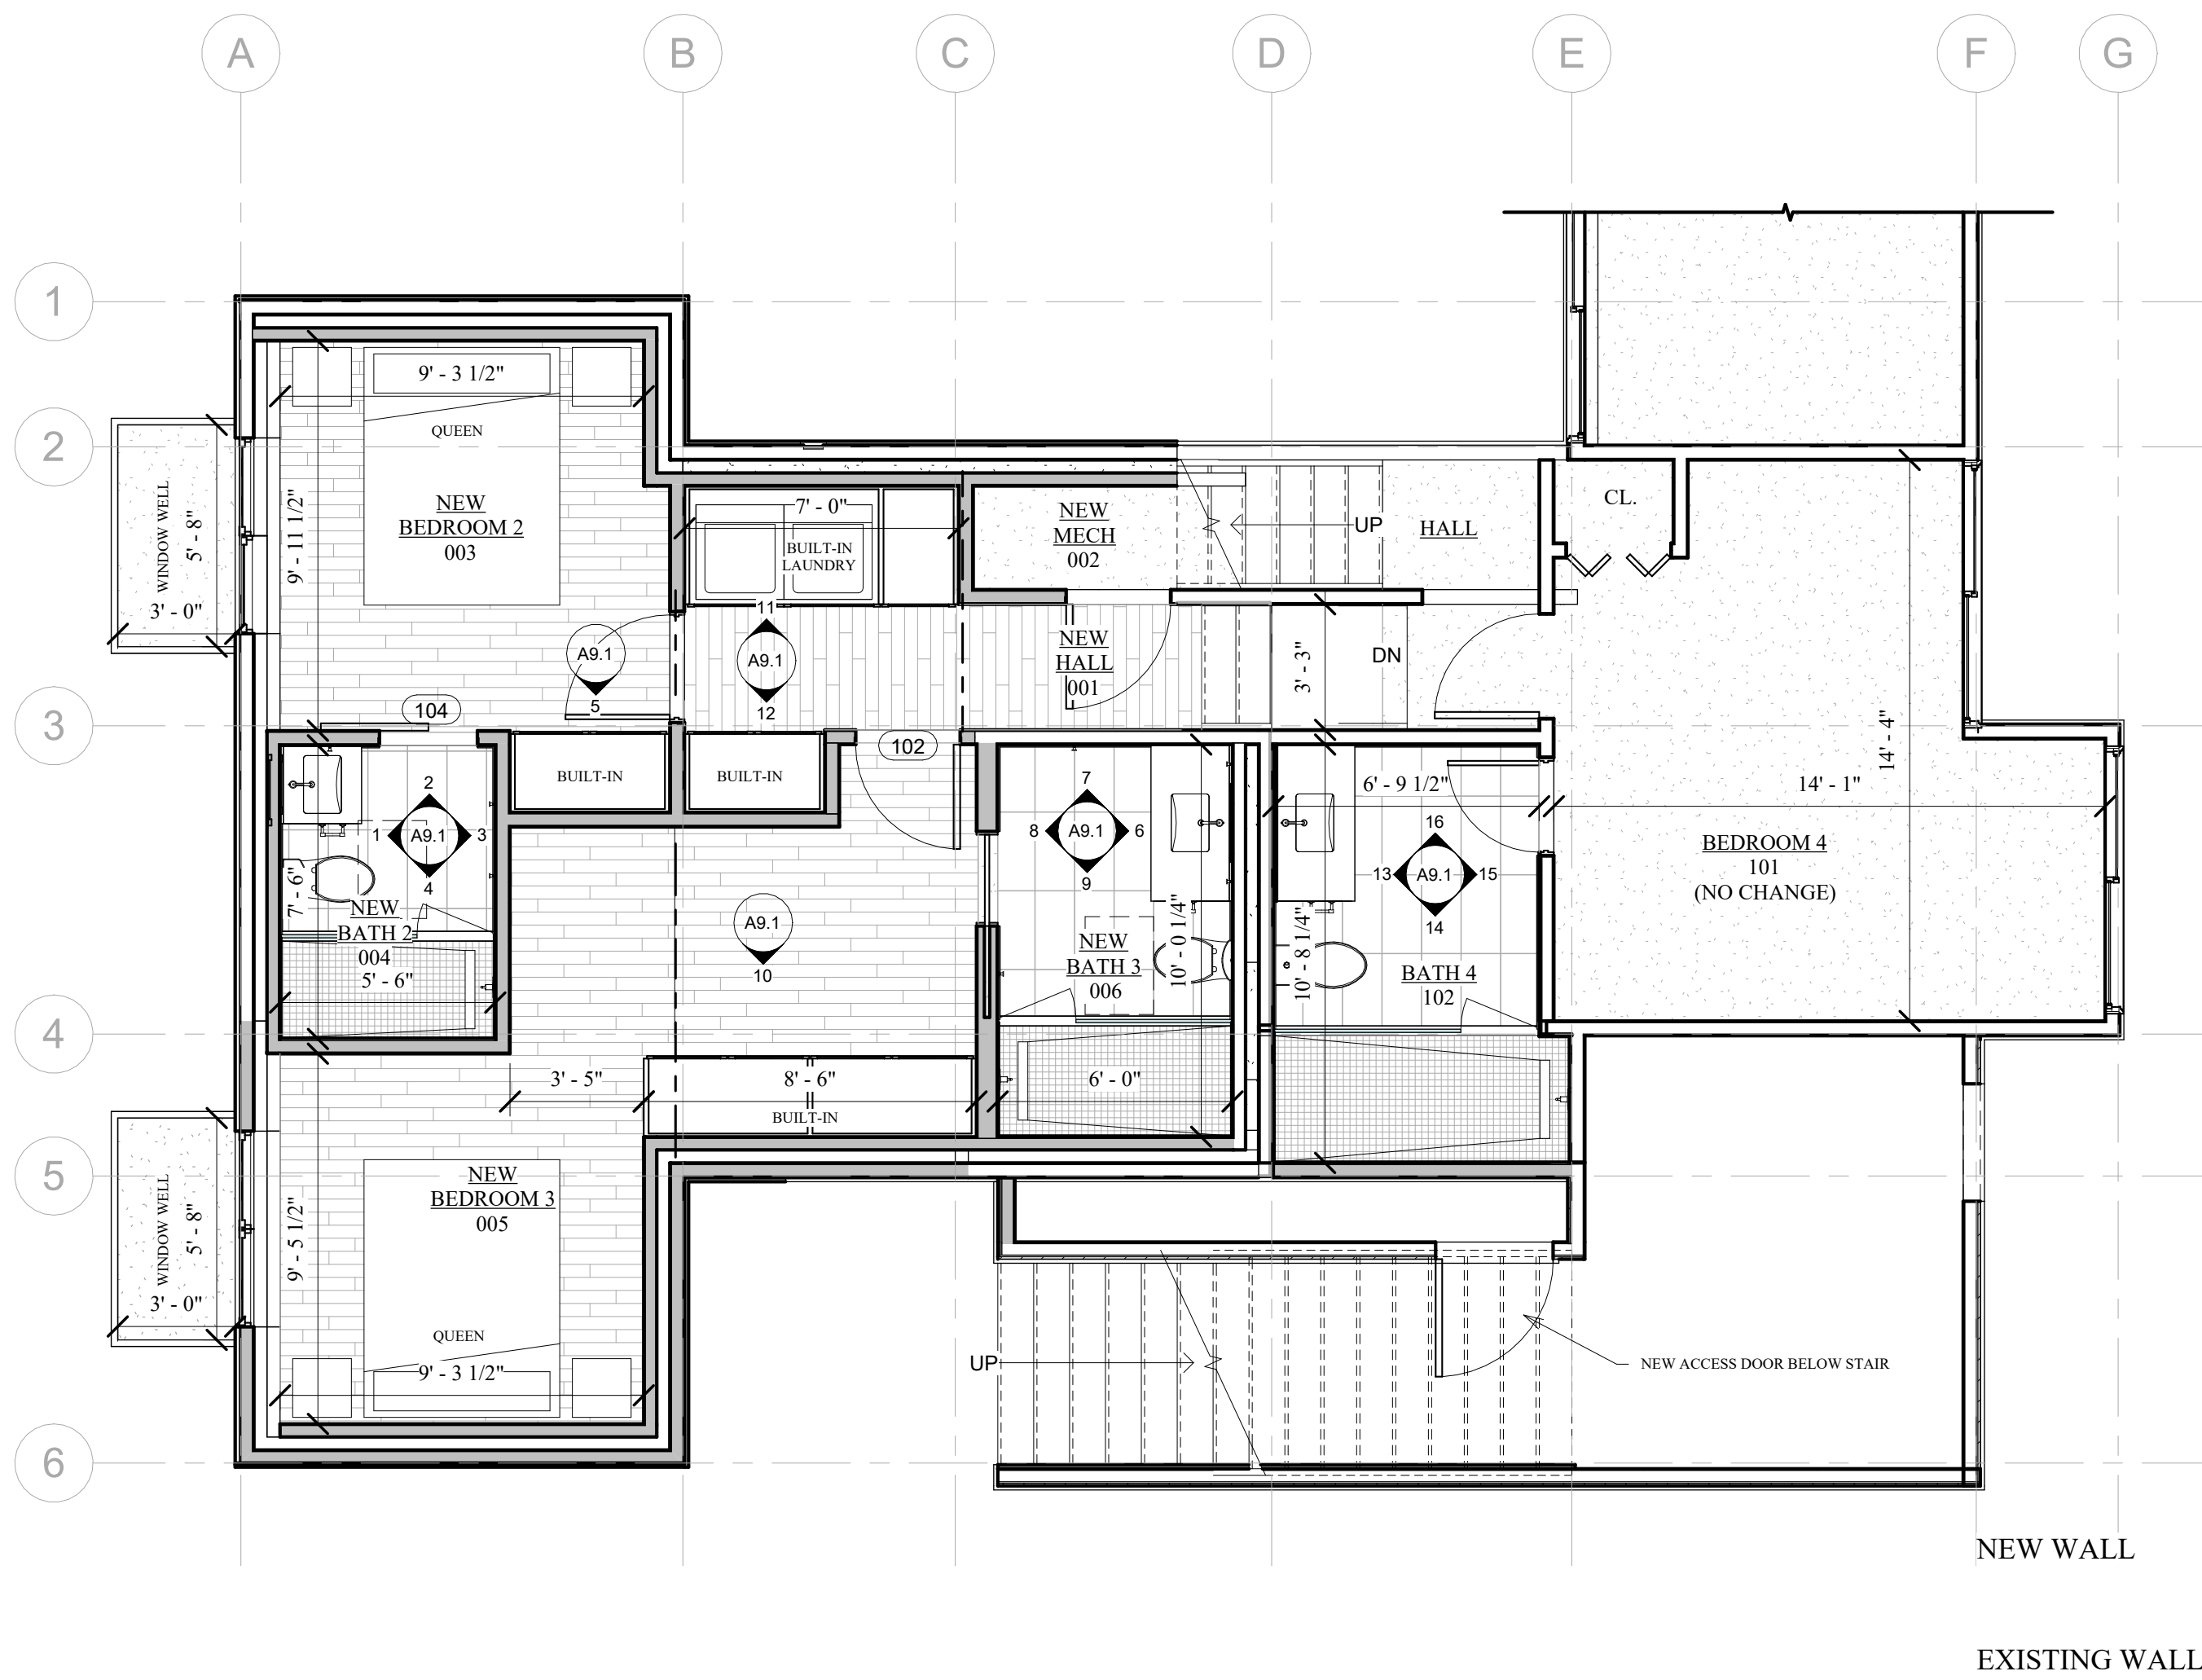 A
B
C
D
E
F
G
1
2
3
4
5
6
9' - 3 1/2"
QUEEN
NEW
BEDROOM 2
003
9' - 11 1/2"
WINDOW WELL
5' - 8"
3' - 0"
7' - 0"
BUILT-IN
LAUNDRY
NEW
MECH
002
UP
HALL
CL.
11
A9.1
12
A9.1
5
NEW
HALL
001
3' - 3"
DN
104
102
BUILT-IN
BUILT-IN
2
1
A9.1
3
4
7' - 6"
NEW
BATH 2
004
5' - 6"
A9.1
10
7
8
A9.1
6
9
NEW
BATH 3
006
10' - 0 1/4"
6' - 9 1/2"
16
13
A9.1
15
14
10' - 8 1/4"
BATH 4
102
14' - 4"
14' - 1"
BEDROOM 4
101
(NO CHANGE)
3' - 5"
8' - 6"
BUILT-IN
6' - 0"
WINDOW WELL
5' - 8"
3' - 0"
9' - 5 1/2"
NEW
BEDROOM 3
005
QUEEN
9' - 3 1/2"
UP
NEW ACCESS DOOR BELOW STAIR
NEW WALL
EXISTING WALL